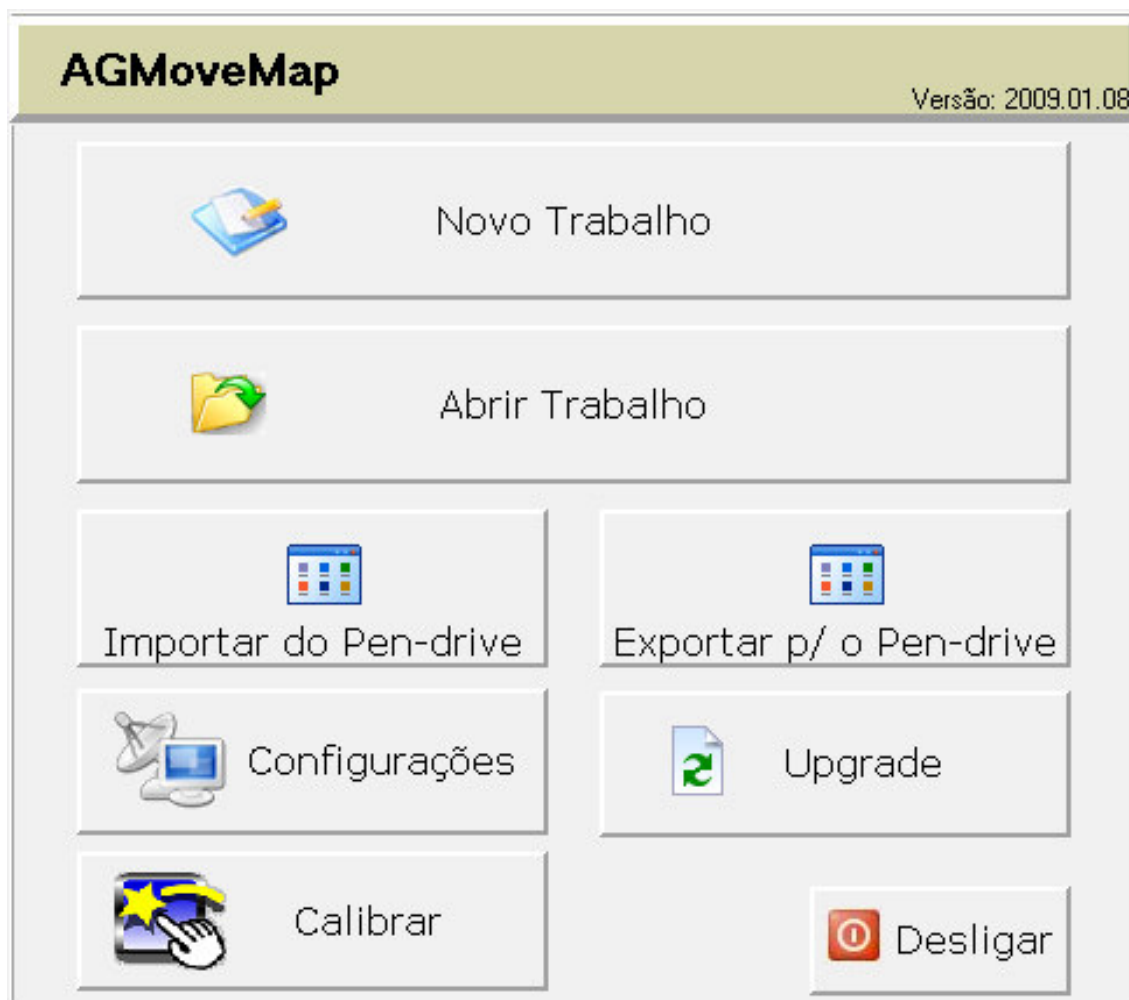 AGMoveMap
Versão: 2009.01.08
Novo Trabalho
Abrir Trabalho
Importar do Pen-drive
Exportar p/ o Pen-drive
Configurações
Upgrade
Calibrar
Desligar